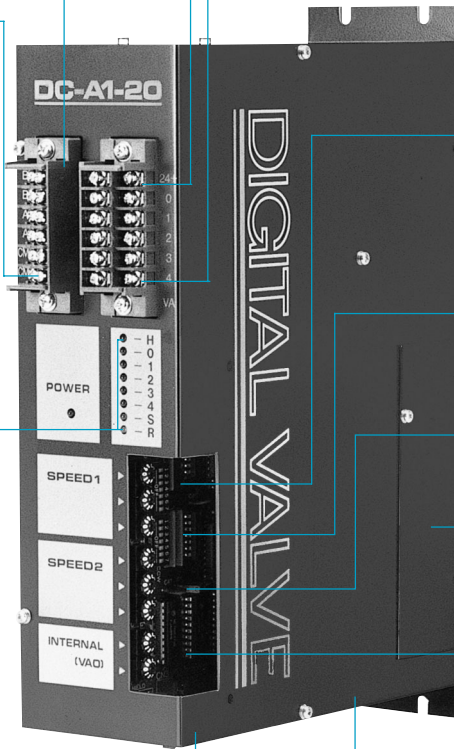 DC-A1-20
24+
0
1
2
3
4
VA
POWER
H
0
1
2
3
4
S
R
SPEED1
SPEED2
INTERNAL
(VA0)
DIGITAL VALVE